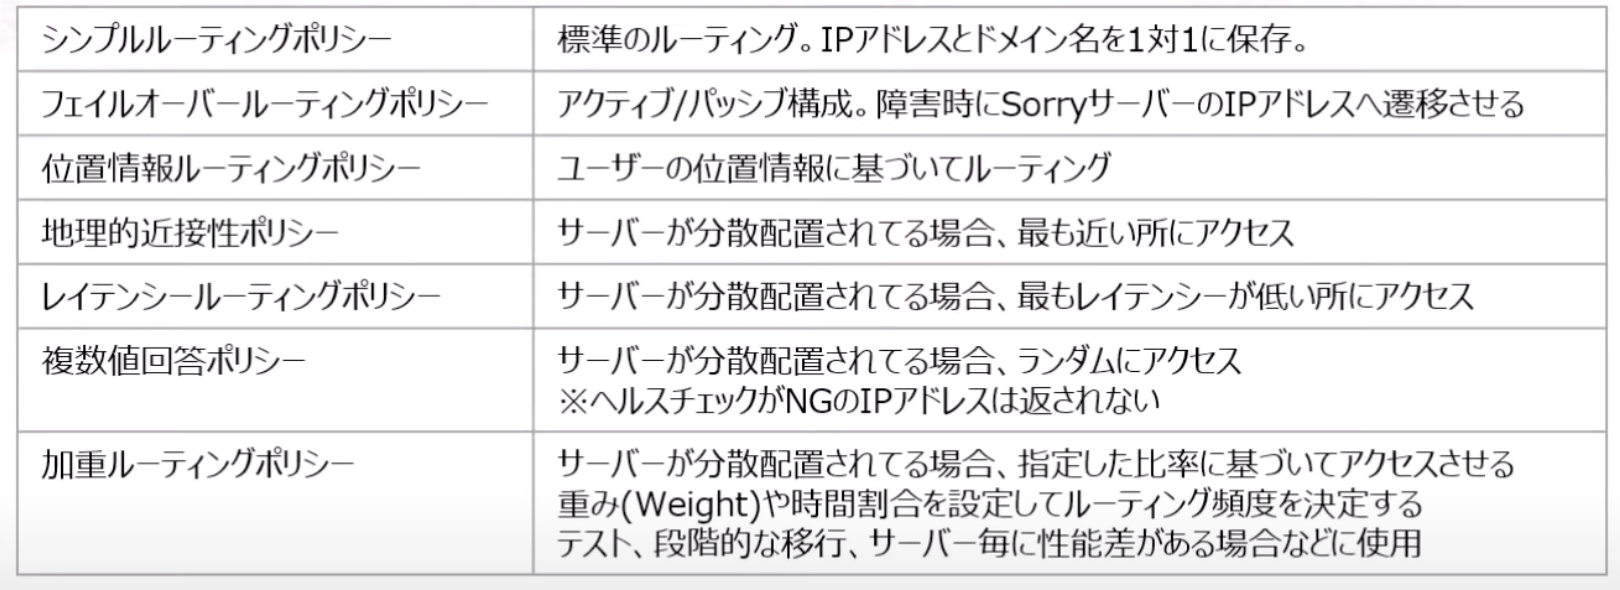 シンプルルーティングポリシー
標準のルーティング。IPアドレスとドメイン名を1対1に保存。
フェイルオーバールーティングポリシー
アクティブ/パッシブ構成。障害時にSorryサーバーのIPアドレスへ遷移させる
位置情報ルーティングポリシー
ユーザーの位置情報に基づいてルーティング
地理的近接性ポリシー
サーバーが分散配置されてる場合、最も近い所にアクセス
レイテンシールーティングポリシー
サーバーが分散配置されてる場合、最もレイテンシーが低い所にアクセス
複数値回答ポリシー
サーバーが分散配置されてる場合、ランダムにアクセス
※ヘルスチェックがNGのIPアドレスは返されない
加重ルーティングポリシー
サーバーが分散配置されてる場合、指定した比率に基づいてアクセスさせる
重み(Weight)や時間割合を設定してルーティング頻度を決定する
テスト、段階的な移行、サーバー毎に性能差がある場合などに使用